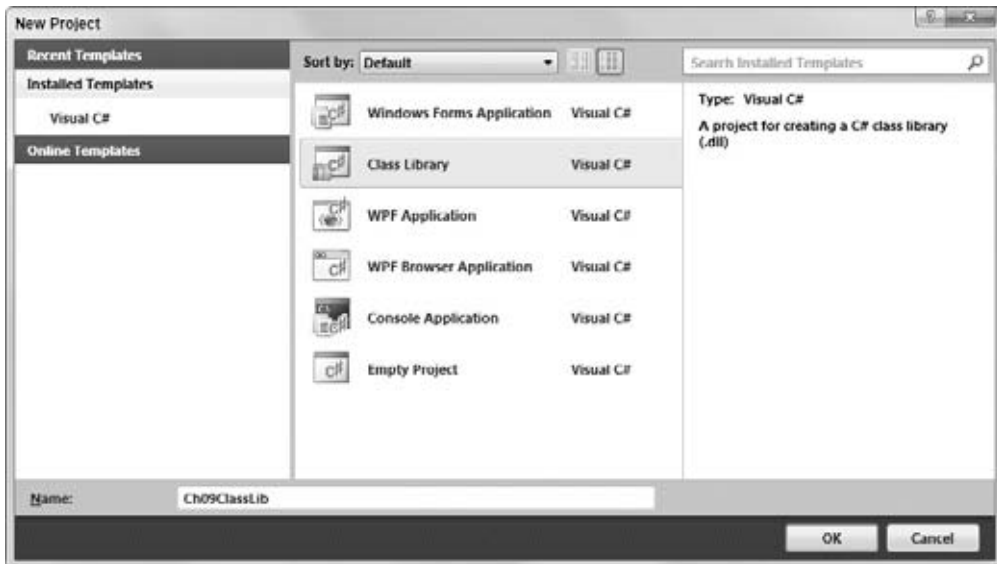 New Project
Recent Templates
Installed Templates
Visual C#
Online Templates
Sort by: Default
Windows Forms Application Visual C#
Class Library Visual C#
WPF Application Visual C#
WPF Browser Application Visual C#
Console Application Visual C#
Empty Project Visual C#
Search Installed Templates
Type: Visual C#
A project for creating a C# class library
(.dll)
Name: Ch09ClassLib
OK Cancel